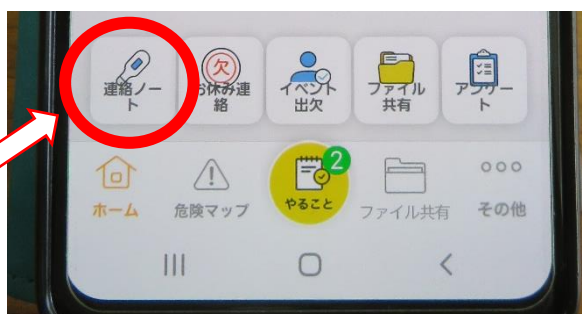 連絡ノー
ト
欠
お休み連
絡
イベント
出欠
ファイル
共有
アンケー
ト
2
ホーム
危険マップ
やること
ファイル共有
その他